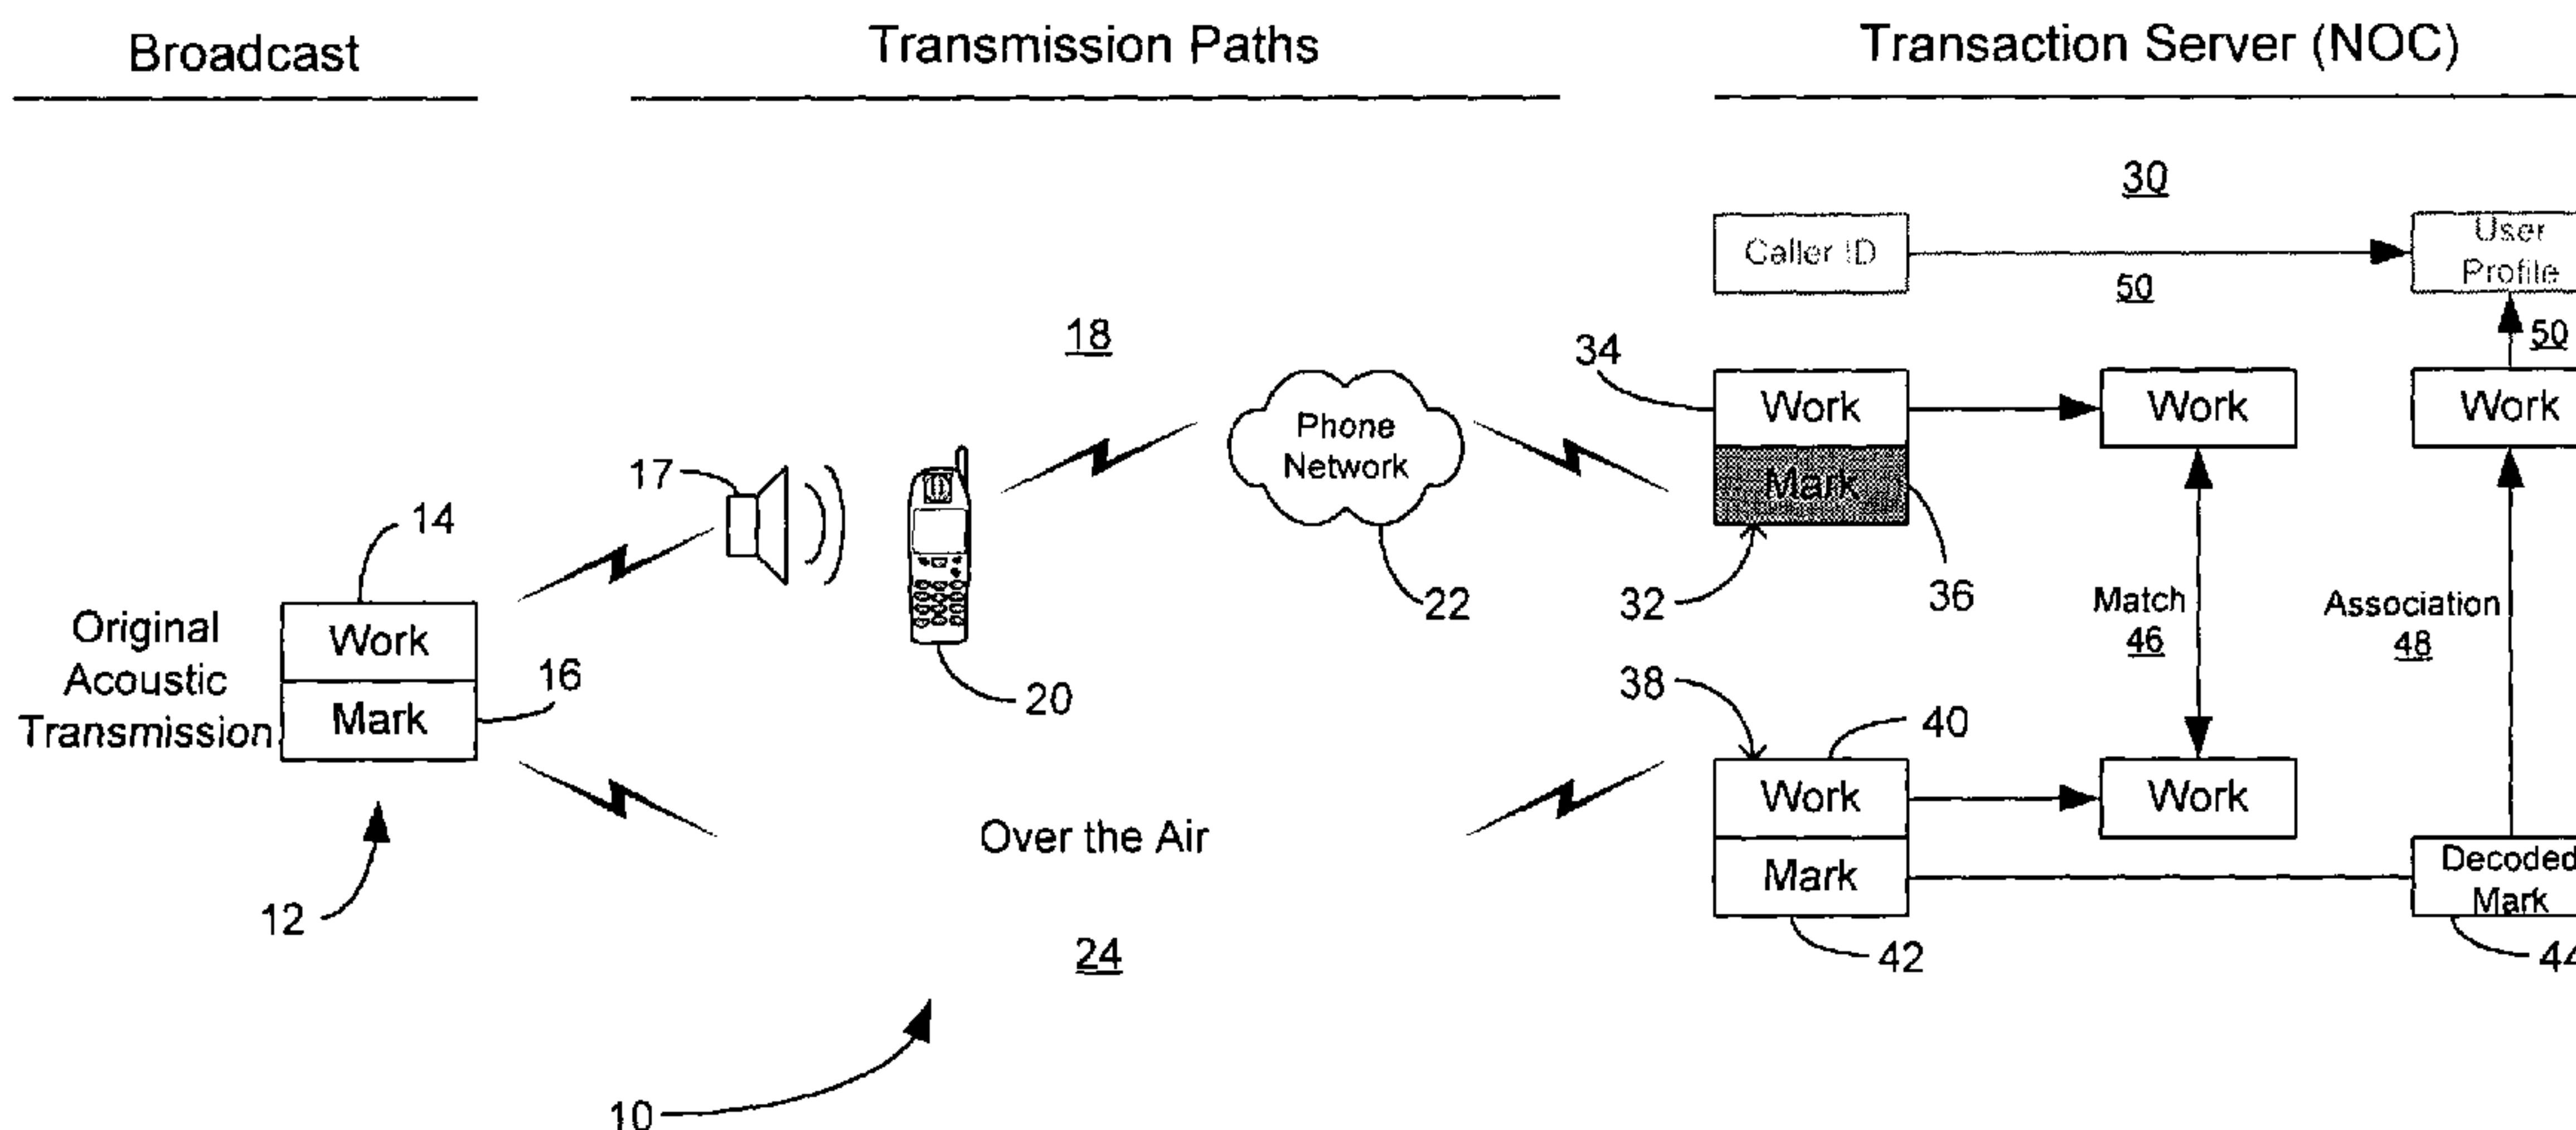 Broadcast
Transmission Paths
Transaction Server (NOC)
30
Caller ID
50
User
Profile
50
18
34
Work
Mark
32
36
Work
Work
Phone
Network
22
17
20
14
Original
Acoustic
Transmission
Work
Mark
16
12
Match
46
Association
48
38
40
Work
Mark
42
Work
Decoded
Mark
44
Over the Air
24
10